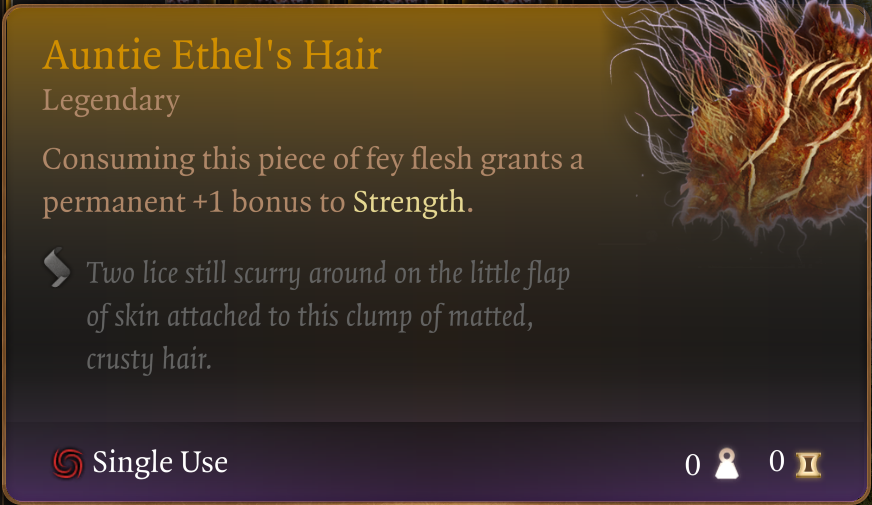 Auntie Ethel's Hair
Legendary
Consuming this piece of fey flesh grants a
permanent +1 bonus to Strength.
Two lice still scurry around on the little flap
of skin attached to this clump of matted,
crusty hair.
Single Use
0 0